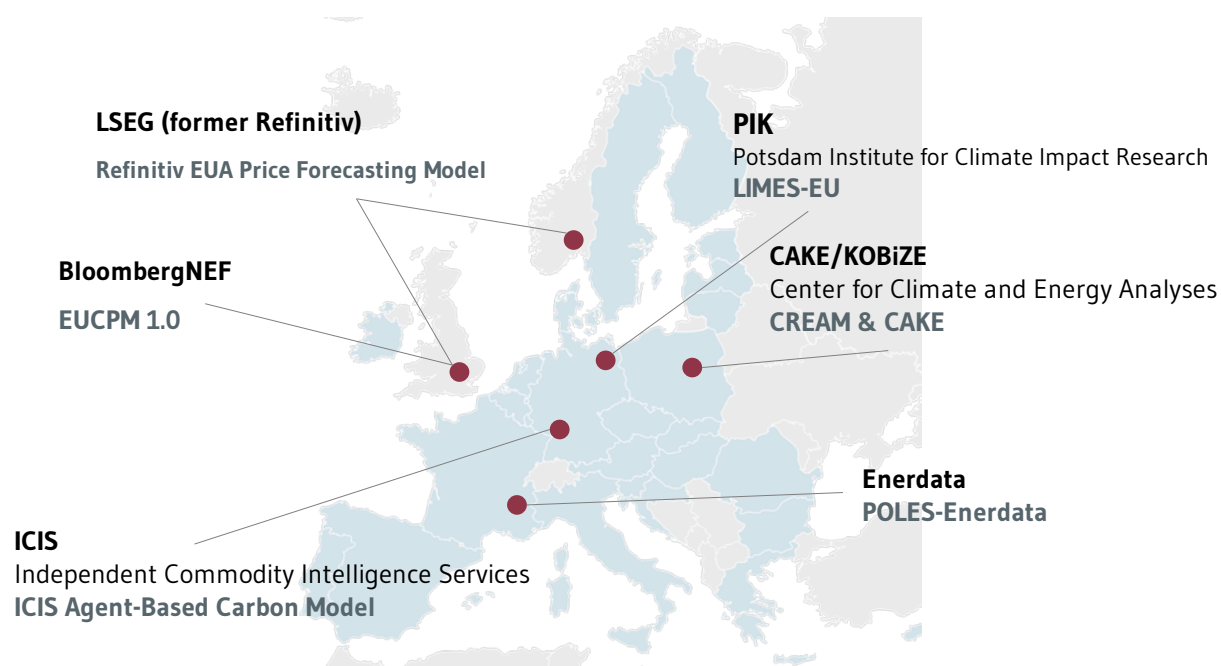 LSEG (former Refinitiv)
Refinitiv EUA Price Forecasting Model
PIK
Potsdam Institute for Climate Impact Research
LIMES-EU
BloombergNEF
EUCPM 1.0
CAKE/KOBiZE
Center for Climate and Energy Analyses
CREAM & CAKE
Enerdata
POLES-Enerdata
ICIS
Independent Commodity Intelligence Services
ICIS Agent-Based Carbon Model